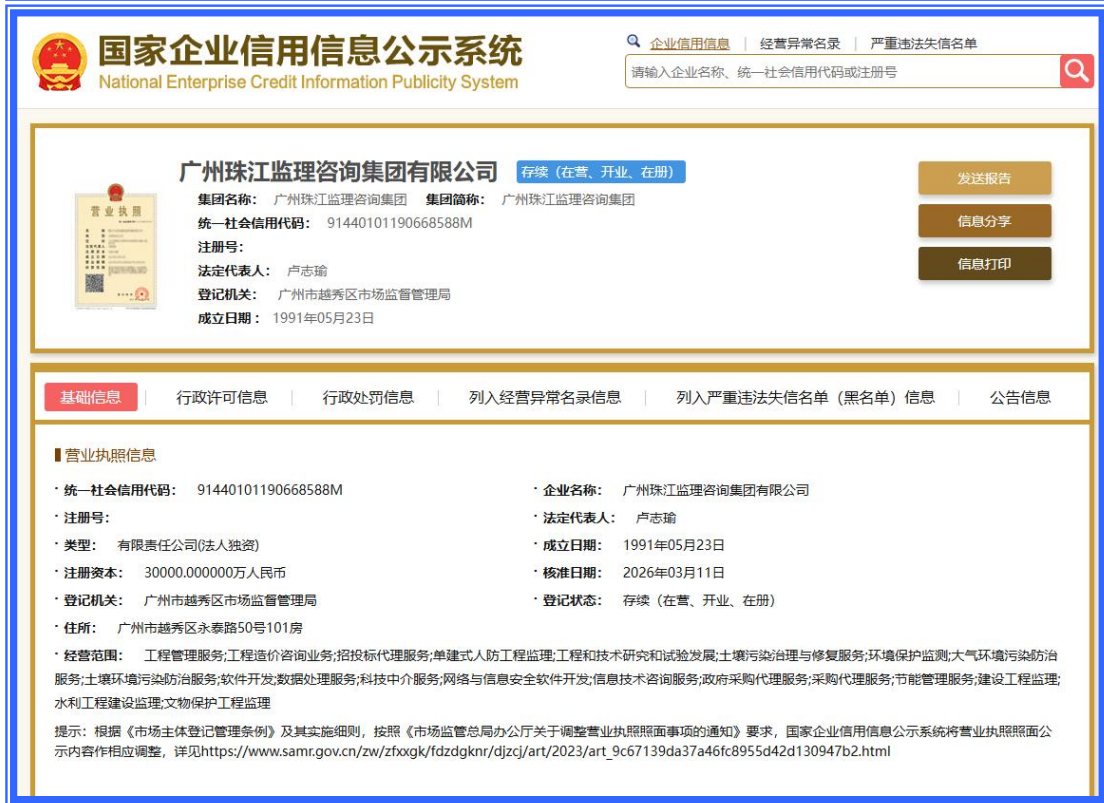 国家企业信用信息公示系统
National Enterprise Credit Information Publicity System
企业信用信息 | 经营异常名录 | 严重违法失信名单
请输入企业名称、统一社会信用代码或注册号
广州珠江监理咨询集团有限公司 存续（在营、开业、在册）
集团名称： 广州珠江监理咨询集团 集团简称： 广州珠江监理咨询集团
统一社会信用代码： 91440101190668588M
注册号：
法定代表人： 卢志瑜
登记机关： 广州市越秀区市场监督管理局
成立日期： 1991年05月23日
营业执照
发送报告
信息分享
信息打印
基础信息 | 行政许可信息 | 行政处罚信息 | 列入经营异常名录信息 | 列入严重违法失信名单（黑名单）信息 | 公告信息
营业执照信息
·统一社会信用代码： 91440101190668588M ·企业名称： 广州珠江监理咨询集团有限公司
·注册号： ·法定代表人： 卢志瑜
·类型： 有限责任公司(法人独资) ·成立日期： 1991年05月23日
·注册资本： 30000.000000万人民币 ·核准日期： 2026年03月11日
·登记机关： 广州市越秀区市场监督管理局 ·登记状态： 存续（在营、开业、在册）
·住所： 广州市越秀区永泰路50号101房
·经营范围： 工程管理服务;工程造价咨询业务;招投标代理服务;单建式人防工程监理;工程和技术研究和试验发展;土壤污染治理与修复服务;环境保护监测;大气环境污染防治
服务;土壤环境污染防治服务;软件开发;数据处理服务;科技中介服务;网络与信息安全软件开发;信息技术咨询服务;政府采购代理服务;采购代理服务;节能管理服务;建设工程监理;
水利工程建设监理;文物保护工程监理
提示：根据《市场主体登记管理条例》及其实施细则，按照《市场监管总局办公厅关于调整营业执照照面事项的通知》要求，国家企业信用信息公示系统将营业执照照面公
示内容作相应调整，详见https://www.samr.gov.cn/zw/zfxxgk/fdzdgknr/djzcj/art/2023/art_9c67139da37a46fc8955d42d130947b2.html